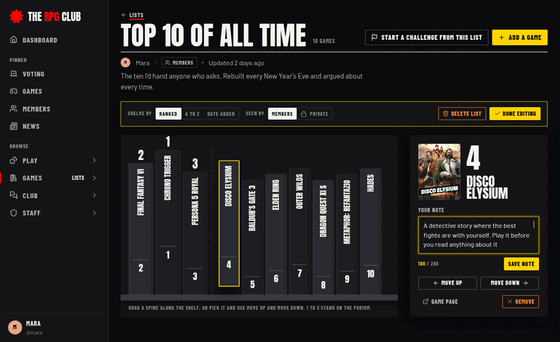 THE RPG CLUB
DASHBOARD
PINNED
VOTING
GAMES
MEMBERS
NEWS
BROWSE
PLAY
GAMES LISTS
CLUB
STAFF
M MARA
@mara
← LISTS
TOP 10 OF ALL TIME 10 GAMES
START A CHALLENGE FROM THIS LIST
+ ADD A GAME
M Mara · MEMBERS · Updated 2 days ago
The ten I'd hand anyone who asks. Rebuilt every New Year's Eve and argued about
every time.
SHELVE BY RANKED A TO Z DATE ADDED SEEN BY MEMBERS PRIVATE
DELETE LIST
DONE EDITING
2 FINAL FANTASY VI 2
1 CHRONO TRIGGER 1
3 PERSONA 5 ROYAL 3
DISCO ELYSIUM 4
BALDUR'S GATE 3 5
ELDEN RING 6
OUTER WILDS 7
DRAGON QUEST XI S 8
METAPHOR: REFANTAZIO 9
HADES 10
DRAG A SPINE ALONG THE SHELF, OR PICK IT AND USE MOVE UP AND MOVE DOWN. 1 TO 3 STAND ON THE PODIUM.
DISCO ELYSIUM
4
DISCO
ELYSIUM
YOUR NOTE
A detective story where the best
fights are with yourself. Play it before
you read anything about it
100 / 280
SAVE NOTE
← MOVE UP
MOVE DOWN →
GAME PAGE
× REMOVE